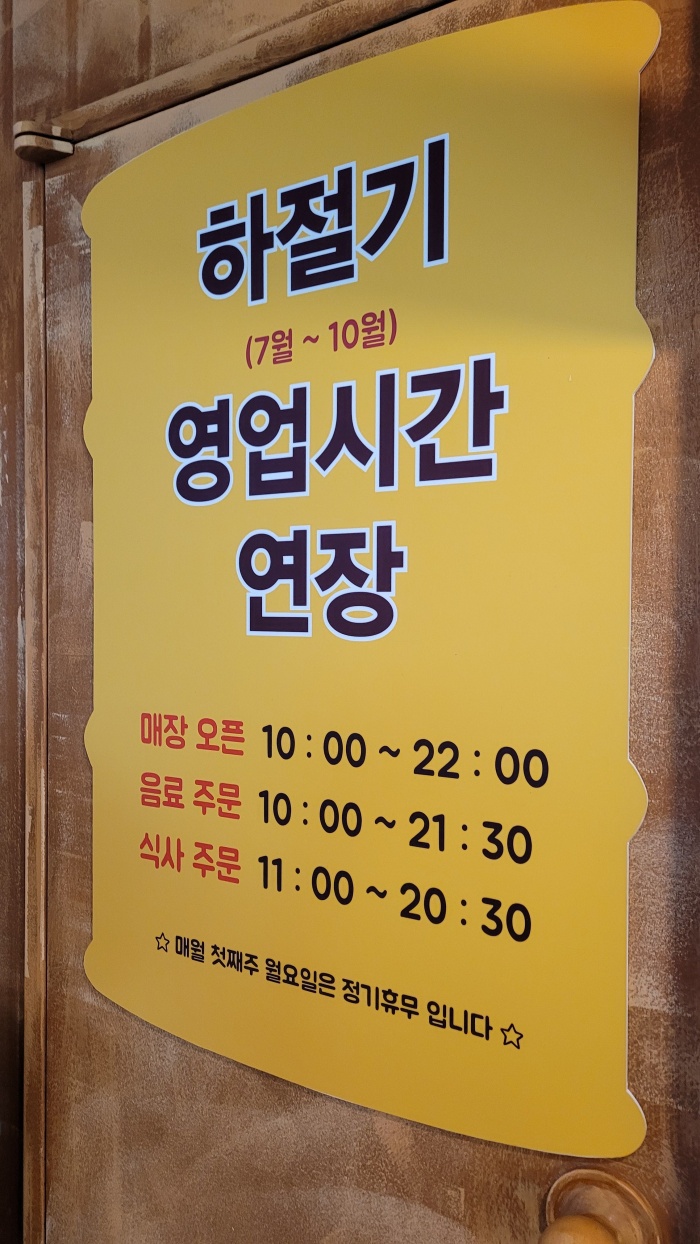 하절기
(7월 ~ 10월)
영업시간
연장
매장 오픈 10 : 00 ~ 22 : 00
음료 주문 10 : 00 ~ 21 : 30
식사 주문 11 : 00 ~ 20 : 30
☆ 매월 첫째주 월요일은 정기휴무 입니다 ☆